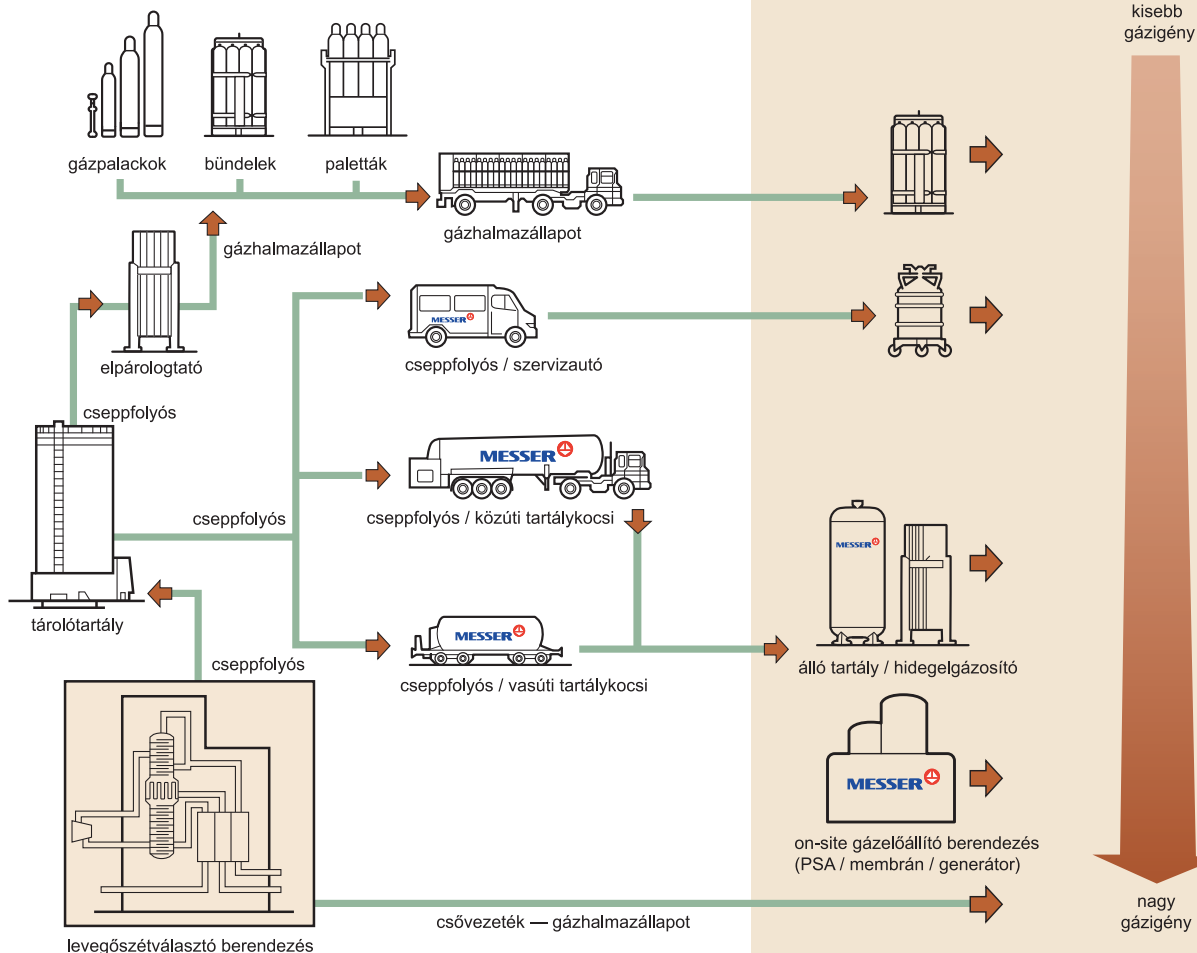 kisebb
gázigény
gázpalackok
bündelek
paletták
gázhalmazállapot
gázhalmazállapot
elpárologtató
MESSER
cseppfolyós / szervizautó
cseppfolyós
MESSER
cseppfolyós / közúti tartálykocsi
cseppfolyós
MESSER
tárolótartály
MESSER
cseppfolyós
cseppfolyós / vasúti tartálykocsi
álló tartály / hidegelgázosító
MESSER
on-site gázelőállító berendezés
(PSA / membrán / generátor)
csővezeték — gázhalmazállapot
nagy
gázigény
levegőszétválasztó berendezés